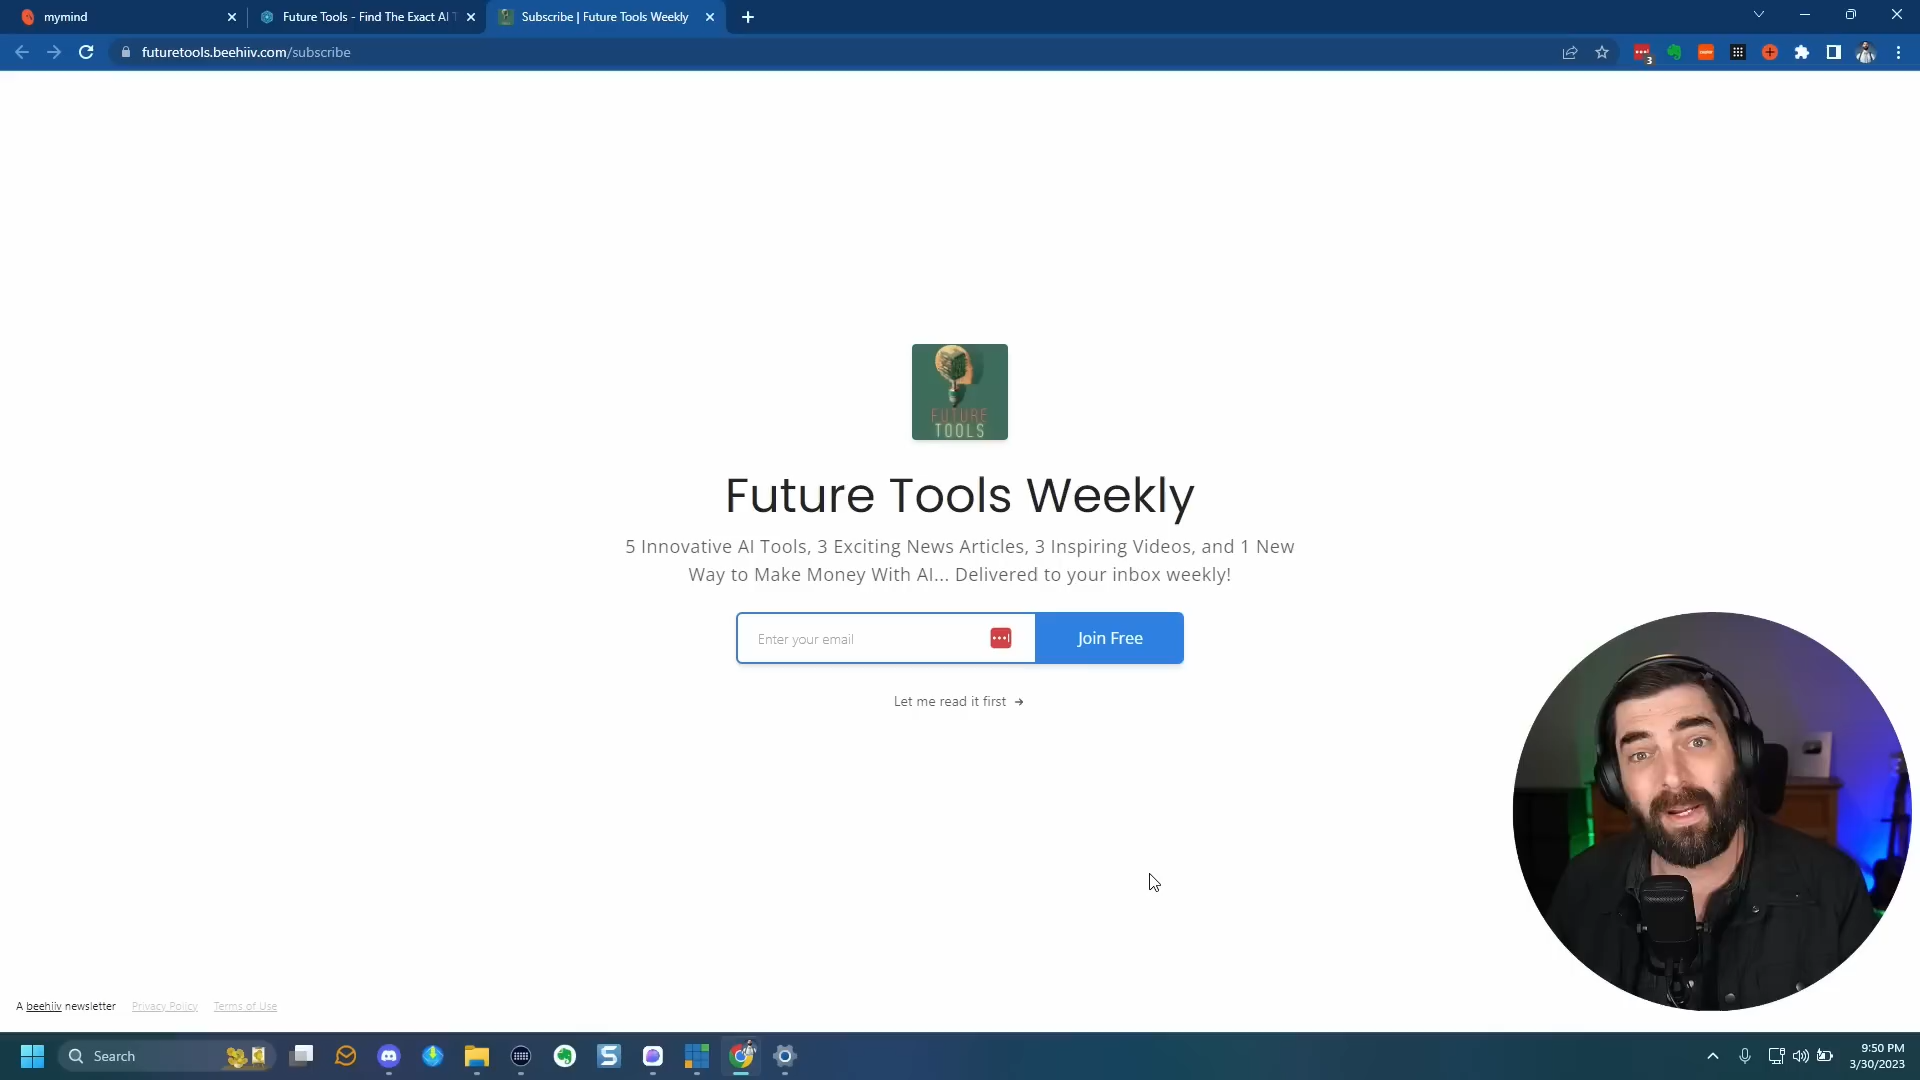 mymind
Future Tools - Find The Exact AI T
Subscribe | Future Tools Weekly
futuretools.beehiiv.com/subscribe
3
FUTURE
TOOLS
Future Tools Weekly
5 Innovative AI Tools, 3 Exciting News Articles, 3 Inspiring Videos, and 1 New
Way to Make Money With AI... Delivered to your inbox weekly!
Enter your email
Join Free
Let me read it first →
A beehiiv newsletter Privacy Policy Terms of Use
Search
9:50 PM
3/30/2023